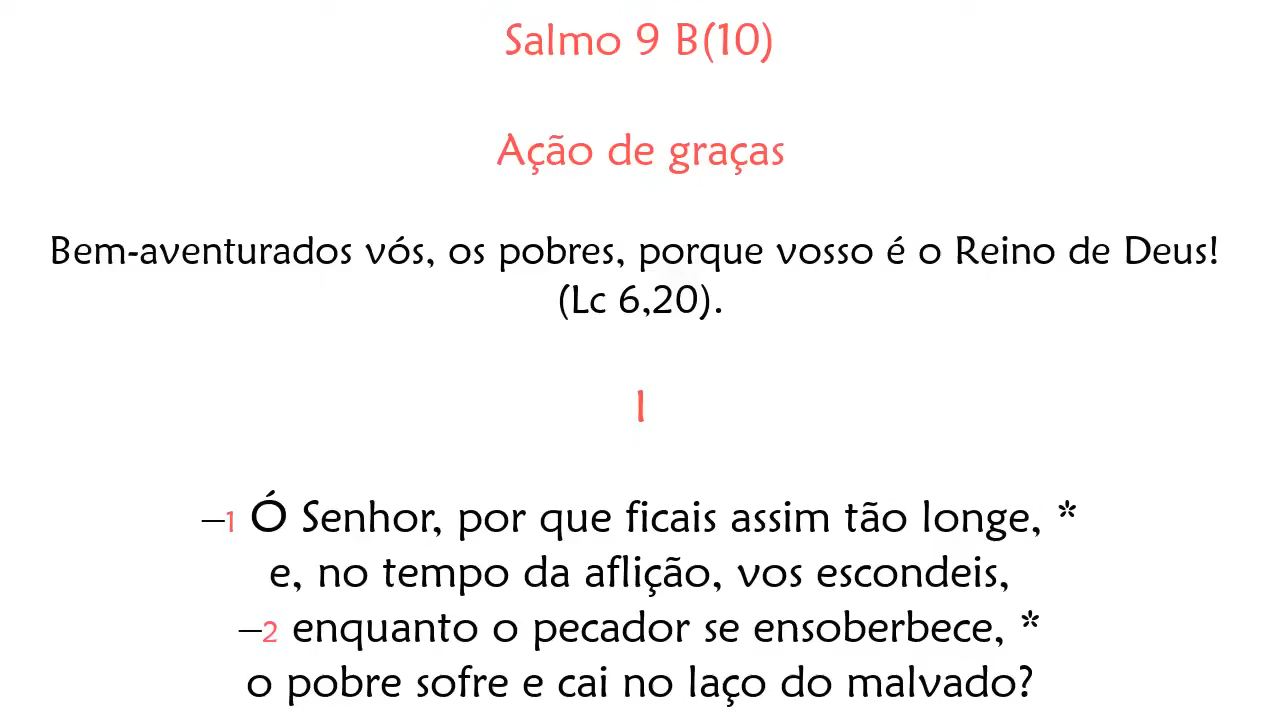 Salmo 9 B(10)
Ação de graças
Bem-aventurados vós, os pobres, porque vosso é o Reino de Deus!
(Lc 6,20).
I
–1 Ó Senhor, por que ficais assim tão longe, *
e, no tempo da aflição, vos escondeis,
–2 enquanto o pecador se ensoberbece, *
o pobre sofre e cai no laço do malvado?